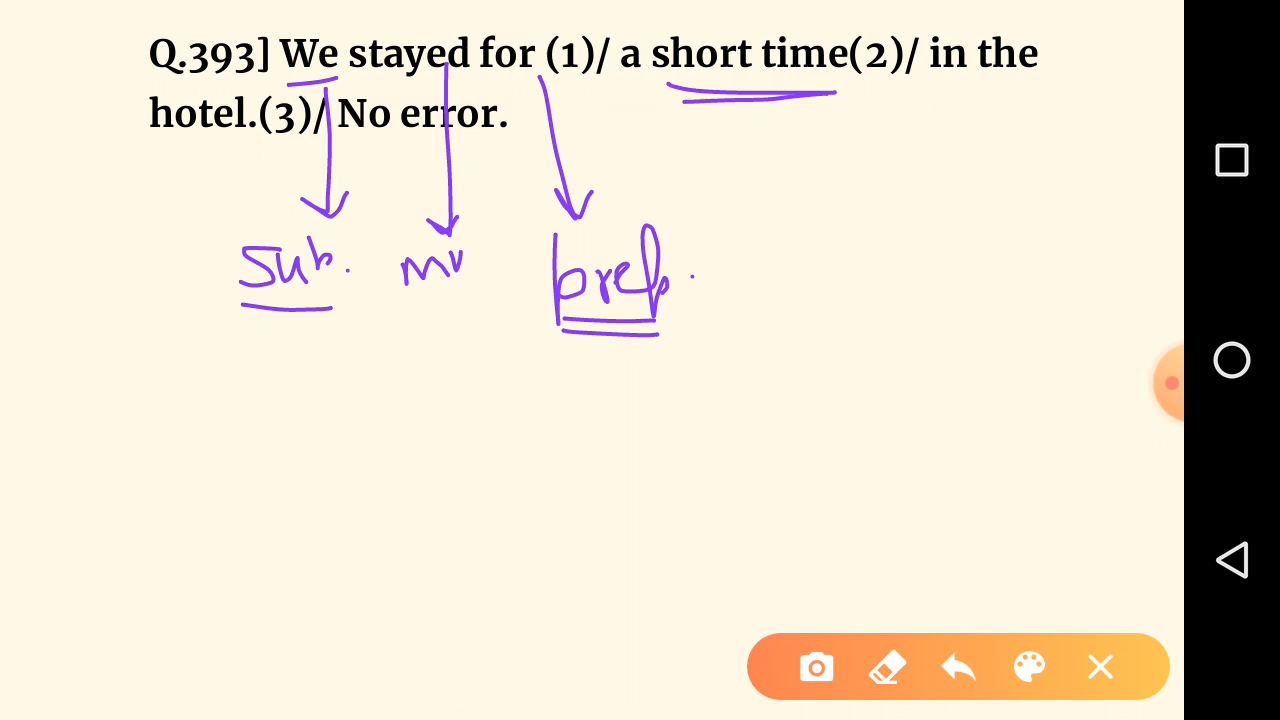 Q.393] We stayed for (1)/ a short time(2)/ in the
hotel.(3)/ No error.
Sub. mv prep.